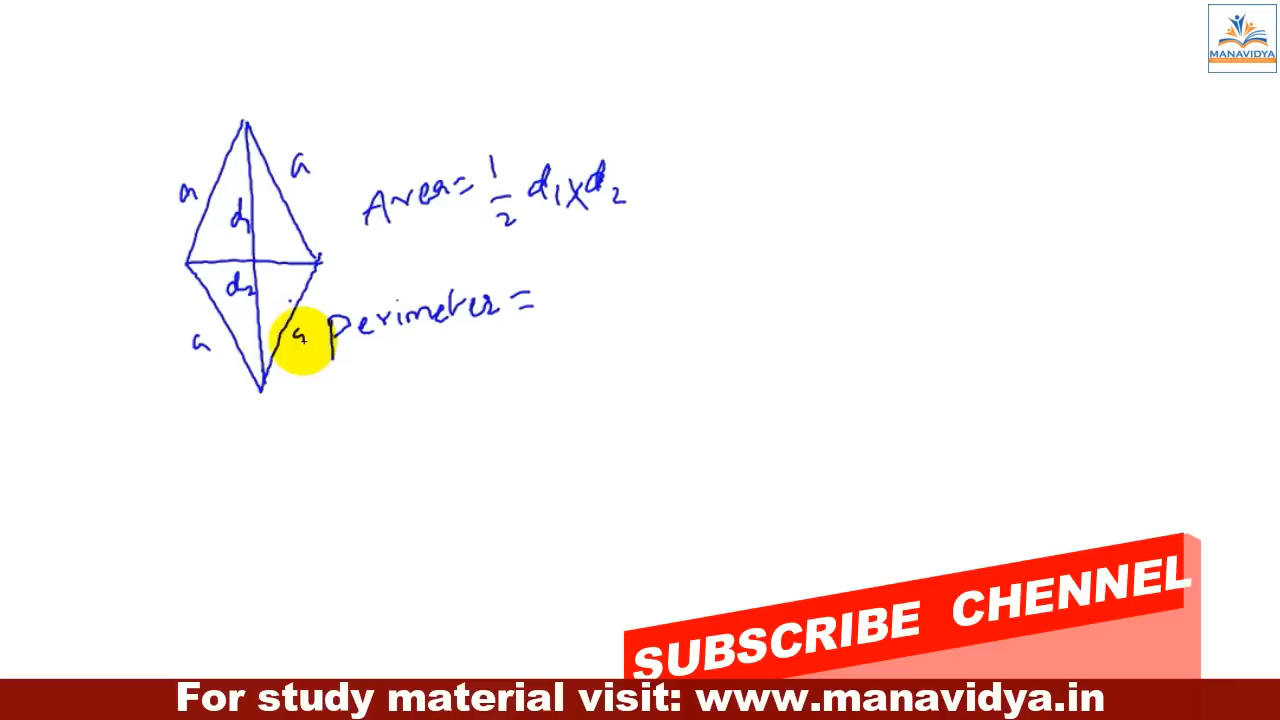 MANAVIDYA
a
a
d1
Area = 1/2 d1 x d2
d2
Perimeter =
a
a
SUBSCRIBE CHENNEL
For study material visit: www.manavidya.in